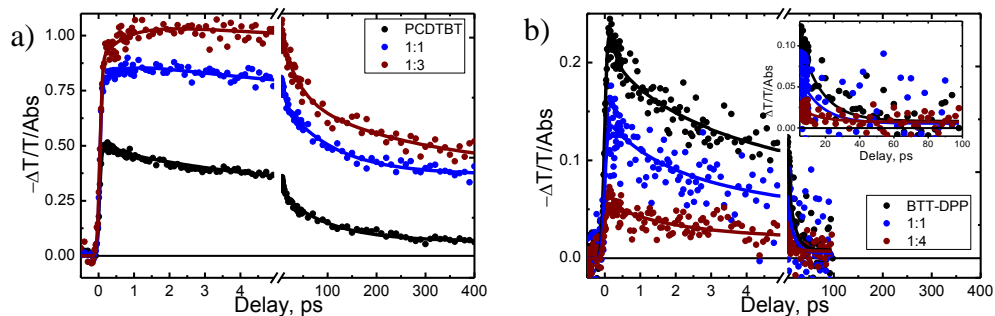 a)
−ΔT/T/Abs
1.00
0.75
0.50
0.25
0.00
PCDTBT
1:1
1:3
0 1 2 3 4 100 200 300 400
Delay, ps
b)
−ΔT/T/Abs
0.2
0.1
0.0
ΔT/T/Abs
0.10
0.05
0.00
20 40 60 80 100
Delay, ps
BTT-DPP
1:1
1:4
0 1 2 3 4 100 200 300 400
Delay, ps